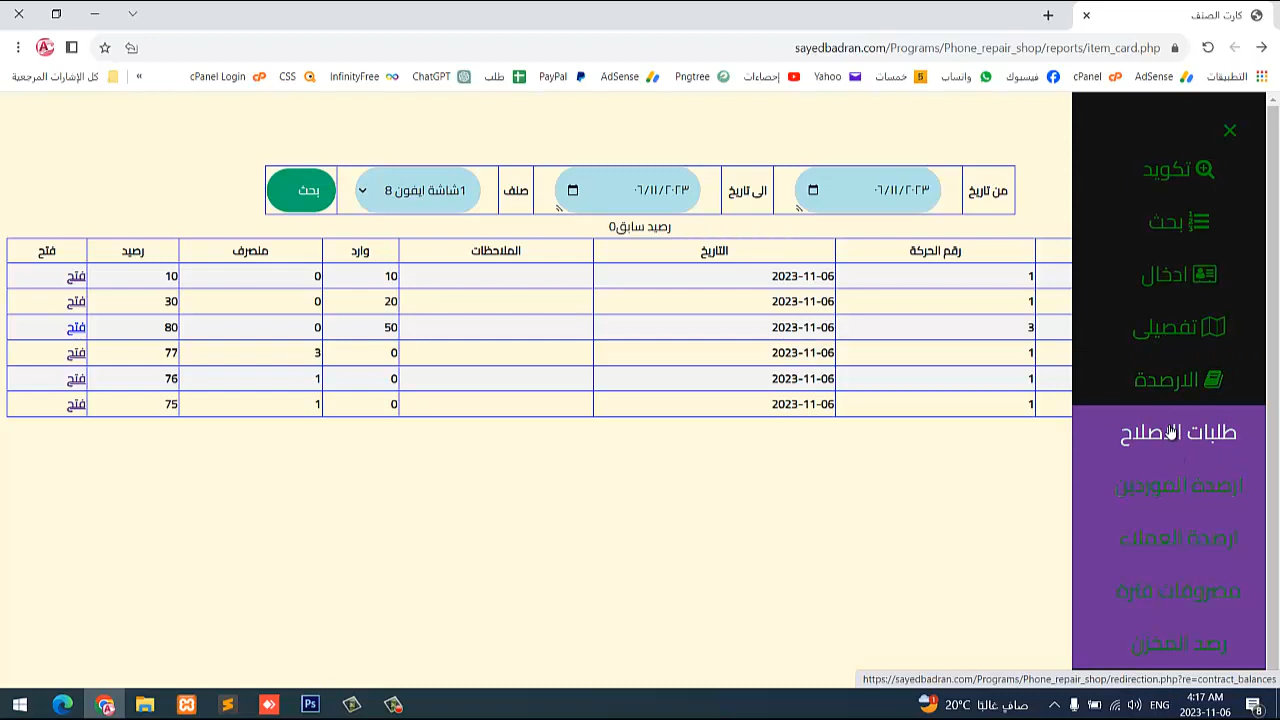 كارت الصنف
sayedbadran.com/Programs/Phone_repair_shop/reports/item_card.php
التطبيقات AdSense cPanel فيسبوك واتساب خمسات Yahoo إحصاءات Pngtree AdSense PayPal طلب ChatGPT InfinityFree CSS cPanel Login » كل الإشارات المرجعية
من تاريخ ٠٦/١١/٢٠٢٣ الى تاريخ ٠٦/١١/٢٠٢٣ صنف 1شاشة ايفون 8 بحث
رصيد سابق0
رقم الحركة التاريخ الملاحظات وارد منصرف رصيد فتح
1 2023-11-06 10 0 10 فتح
1 2023-11-06 20 0 30 فتح
3 2023-11-06 50 0 80 فتح
1 2023-11-06 0 3 77 فتح
1 2023-11-06 0 1 76 فتح
1 2023-11-06 0 1 75 فتح
تكويد
بحث
ادخال
تفصيلى
الارصدة
طلبات الاصلاح
ارصدة الموردين
ارصدة العملاء
مصروفات فترة
رصد المخزن
https://sayedbadran.com/Programs/Phone_repair_shop/redirection.php?re=contract_balances
20°C صافي غالبًا ENG 4:17 AM
2023-11-06
8